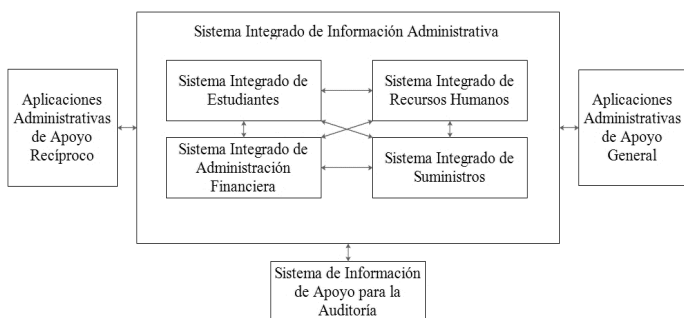 Sistema Integrado de Información Administrativa
Aplicaciones
Administrativas
de Apoyo
Recíproco
Sistema Integrado de
Estudiantes
Sistema Integrado de
Recursos Humanos
Sistema Integrado de
Administración
Financiera
Sistema Integrado de
Suministros
Aplicaciones
Administrativas
de Apoyo
General
Sistema de Información
de Apoyo para la
Auditoría